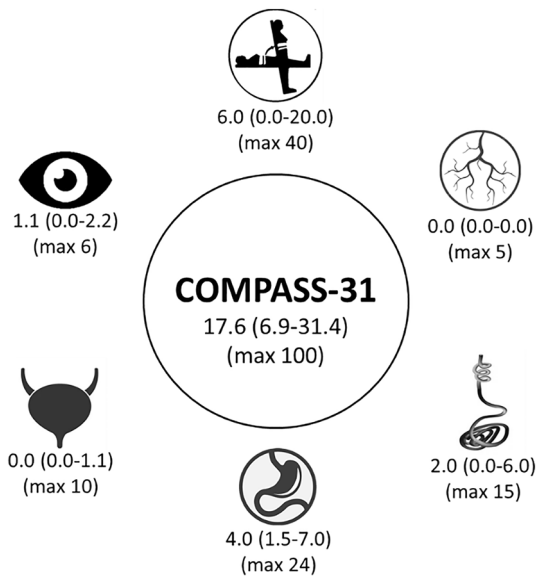 6.0 (0.0-20.0)
(max 40)
1.1 (0.0-2.2)
(max 6)
0.0 (0.0-0.0)
(max 5)
COMPASS-31
17.6 (6.9-31.4)
(max 100)
0.0 (0.0-1.1)
(max 10)
2.0 (0.0-6.0)
(max 15)
4.0 (1.5-7.0)
(max 24)